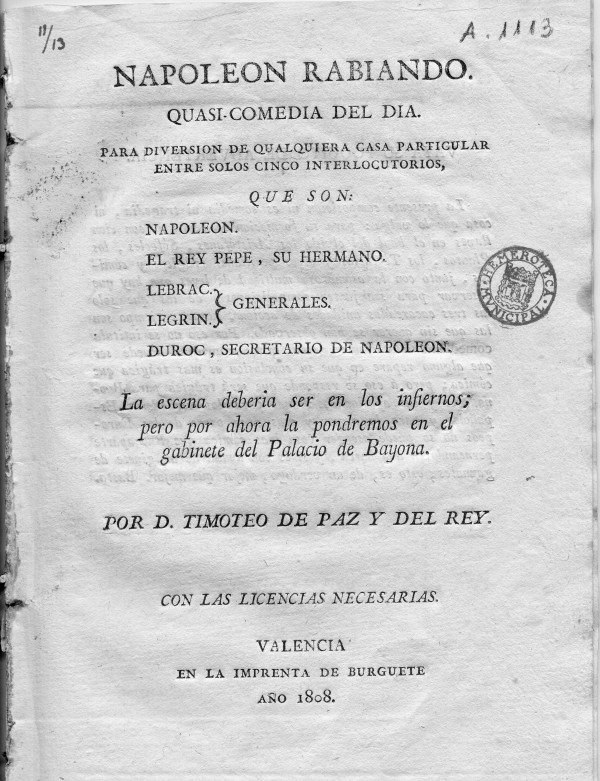 11/13
A. 1113
NAPOLEON RABIANDO.
QUASI-COMEDIA DEL DIA.
PARA DIVERSION DE QUALQUIERA CASA PARTICULAR
ENTRE SOLOS CINCO INTERLOCUTORIOS,
QUE SON:
NAPOLEON.
EL REY PEPE, SU HERMANO.
LEBRAC.
LEGRIN.
GENERALES.
DUROC, SECRETARIO DE NAPOLEON.
HEMEROTECA MUNICIPAL
La escena deberia ser en los infiernos;
pero por ahora la pondremos en el
gabinete del Palacio de Bayona.
POR D. TIMOTEO DE PAZ Y DEL REY.
CON LAS LICENCIAS NECESARIAS.
VALENCIA
EN LA IMPRENTA DE BURGUETE
AÑO 1808.